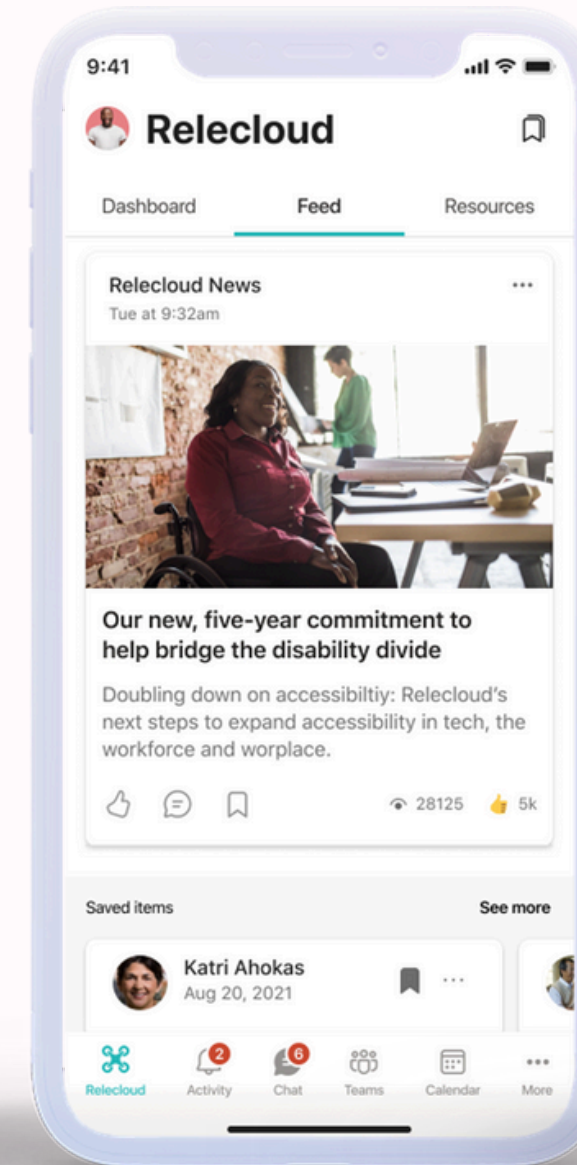 9:41
Relecloud
Dashboard Feed Resources
Relecloud News
Tue at 9:32am
Our new, five-year commitment to
help bridge the disability divide
Doubling down on accessibiltiy: Relecloud's
next steps to expand accessibility in tech, the
workforce and worplace.
28125 5k
Saved items See more
Katri Ahokas
Aug 20, 2021
2 6
Relecloud Activity Chat Teams Calendar More